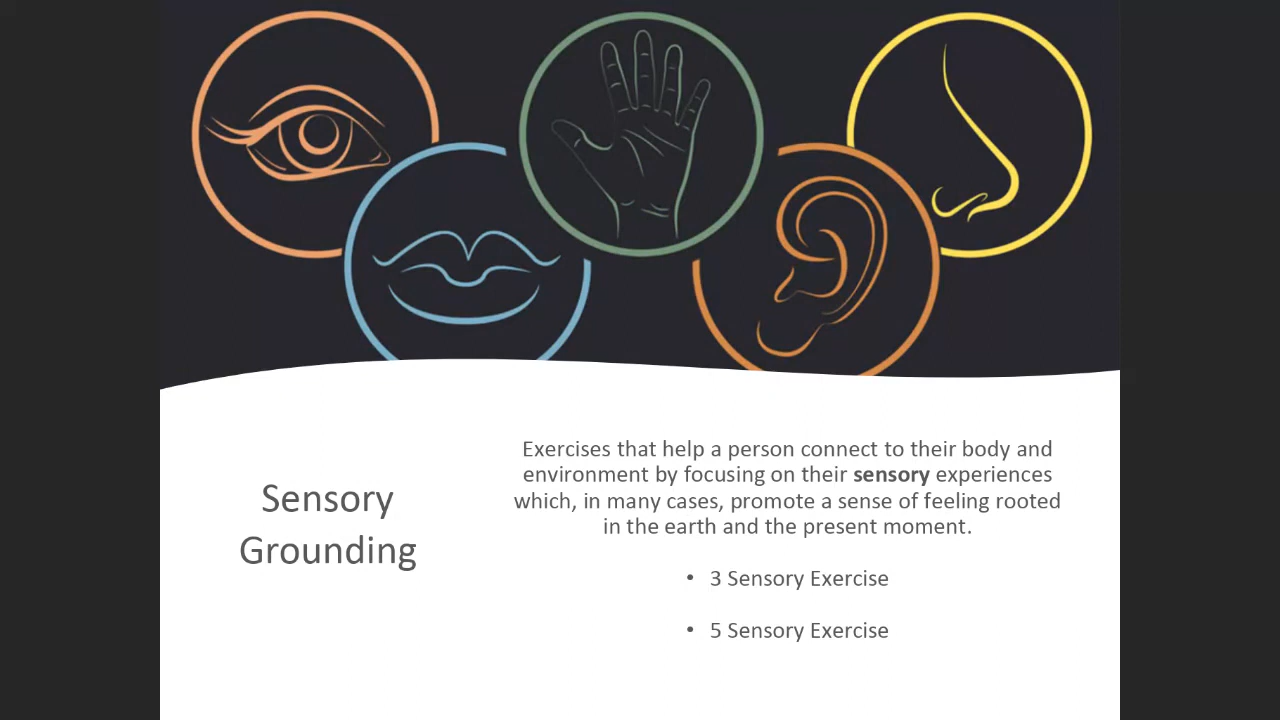 Sensory
Grounding
Exercises that help a person connect to their body and
environment by focusing on their sensory experiences
which, in many cases, promote a sense of feeling rooted
in the earth and the present moment.
• 3 Sensory Exercise
• 5 Sensory Exercise